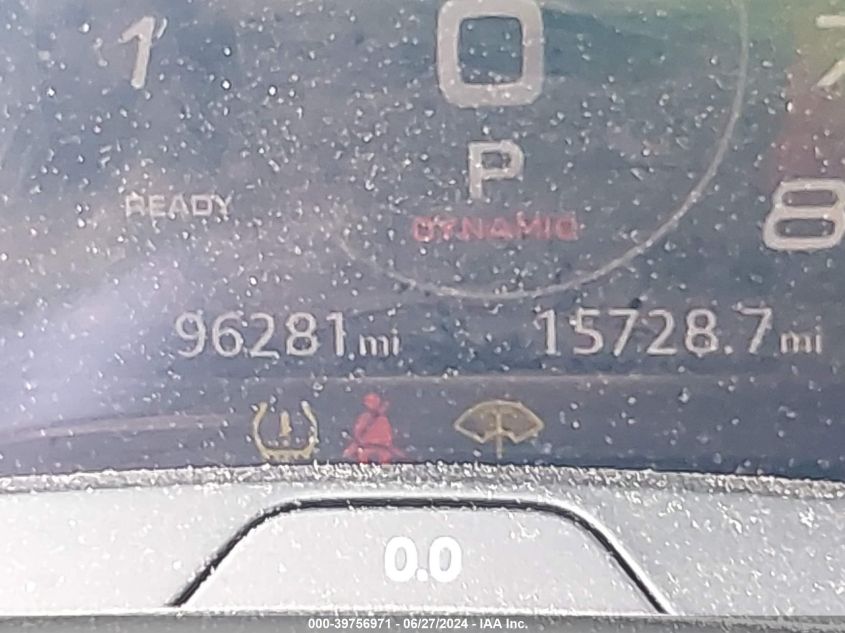 1 0 7
P
READY
DYNAMIC
8
96281 mi 15728.7 mi
0.0
000-39756971 - 06/27/2024 - IAA Inc.